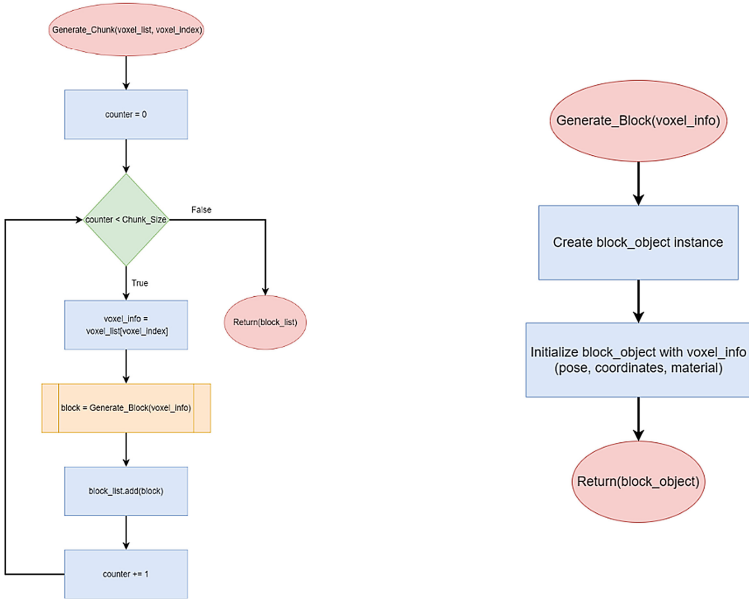 Generate_Chunk(voxel_list, voxel_index)
counter = 0
counter < Chunk_Size
False
True
voxel_info =
voxel_list[voxel_index]
Return(block_list)
block = Generate_Block(voxel_info)
block_list.add(block)
counter += 1
Generate_Block(voxel_info)
Create block_object instance
Initialize block_object with voxel_info
(pose, coordinates, material)
Return(block_object)